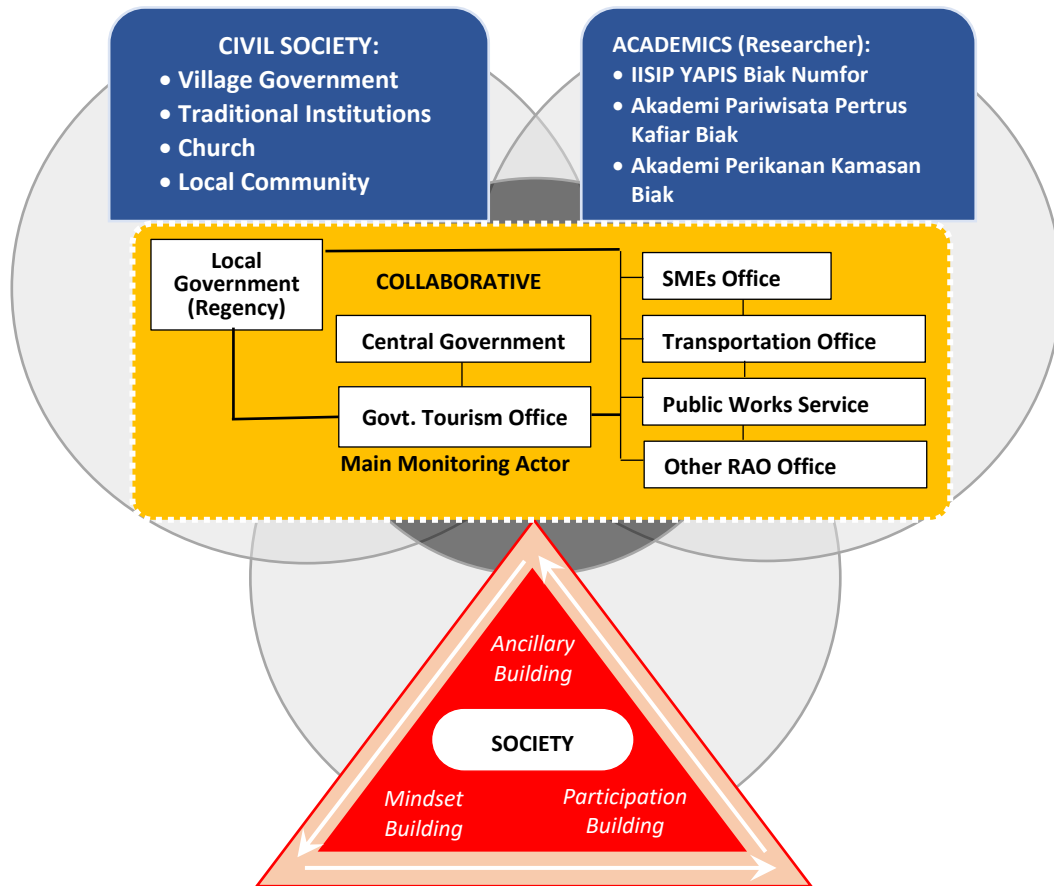 CIVIL SOCIETY:
• Village Government
• Traditional Institutions
• Church
• Local Community
ACADEMICS (Researcher):
• IISIP YAPIS Biak Numfor
• Akademi Pariwisata Pertrus
Kafiar Biak
• Akademi Perikanan Kamasan
Biak
Local
Government
(Regency)
COLLABORATIVE
Central Government
Govt. Tourism Office
Main Monitoring Actor
SMEs Office
Transportation Office
Public Works Service
Other RAO Office
Ancillary
Building
SOCIETY
Mindset
Building
Participation
Building